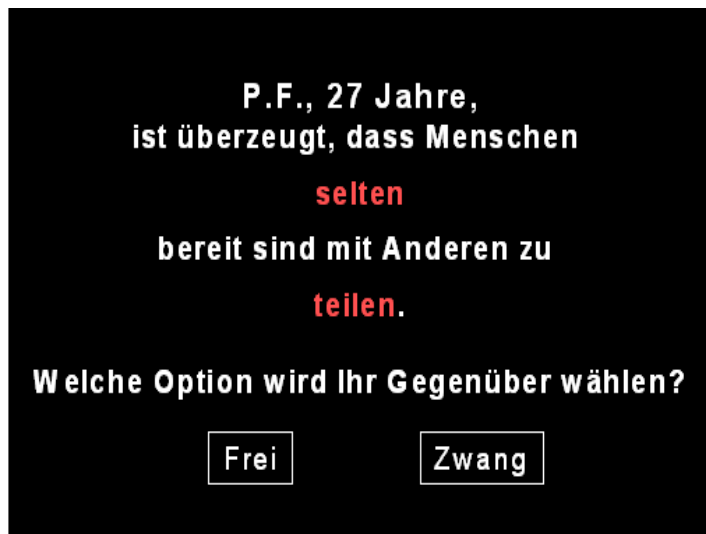 P.F., 27 Jahre,
ist überzeugt, dass Menschen
selten
bereit sind mit Anderen zu
teilen.
Welche Option wird Ihr Gegenüber wählen?
Frei Zwang